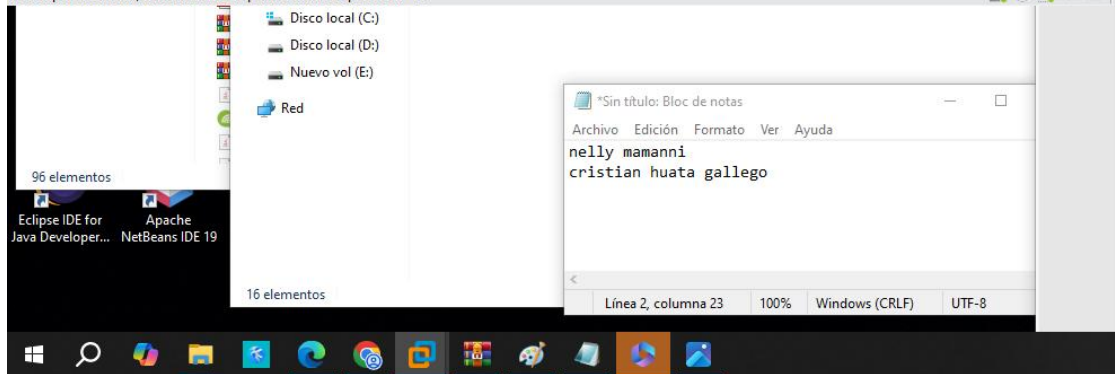 Disco local (C:)
Disco local (D:)
Nuevo vol (E:)
Red
96 elementos
Eclipse IDE for
Java Developer...
Apache
NetBeans IDE 19
16 elementos
*Sin título: Bloc de notas
Archivo Edición Formato Ver Ayuda
nelly mamanni
cristian huata gallego
Línea 2, columna 23 100% Windows (CRLF) UTF-8